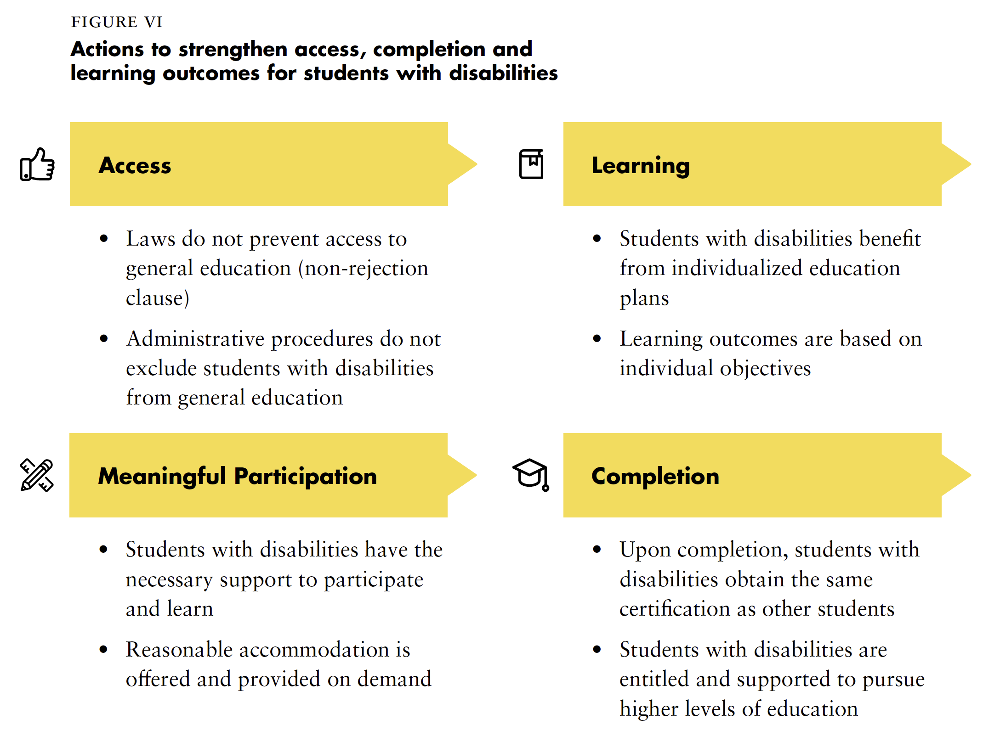 FIGURE VI
Actions to strengthen access, completion and
learning outcomes for students with disabilities
Access
• Laws do not prevent access to
general education (non-rejection
clause)
• Administrative procedures do not
exclude students with disabilities
from general education
Learning
• Students with disabilities benefit
from individualized education
plans
• Learning outcomes are based on
individual objectives
Meaningful Participation
• Students with disabilities have the
necessary support to participate
and learn
• Reasonable accommodation is
offered and provided on demand
Completion
• Upon completion, students with
disabilities obtain the same
certification as other students
• Students with disabilities are
entitled and supported to pursue
higher levels of education